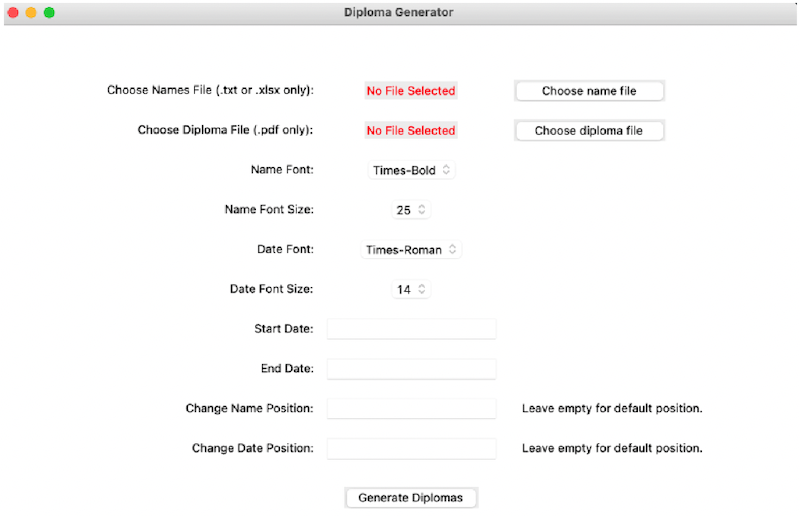 Diploma Generator
Choose Names File (.txt or .xlsx only): No File Selected Choose name file
Choose Diploma File (.pdf only): No File Selected Choose diploma file
Name Font: Times-Bold
Name Font Size: 25
Date Font: Times-Roman
Date Font Size: 14
Start Date:
End Date:
Change Name Position: Leave empty for default position.
Change Date Position: Leave empty for default position.
Generate Diplomas